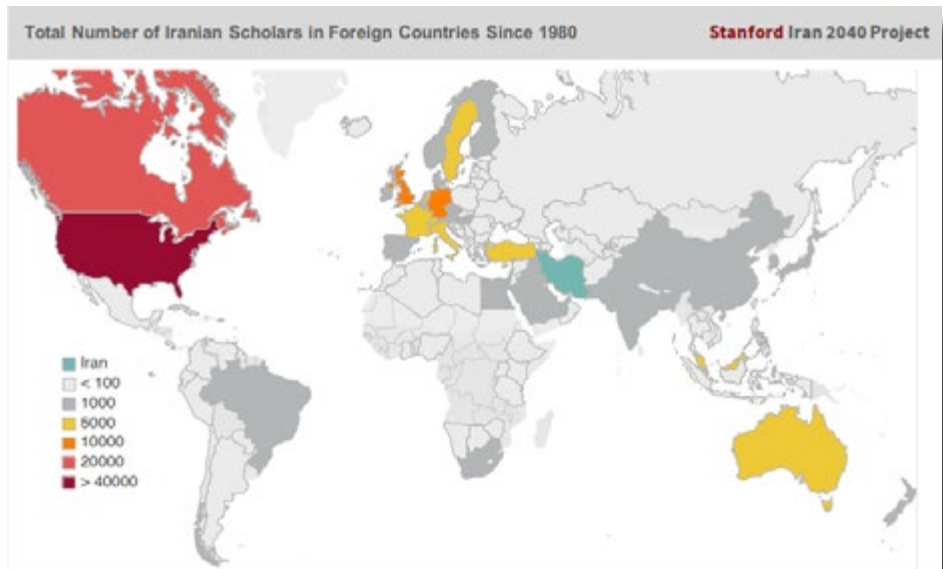 Total Number of Iranian Scholars in Foreign Countries Since 1980
Stanford Iran 2040 Project
Iran
< 100
1000
5000
10000
20000
> 40000